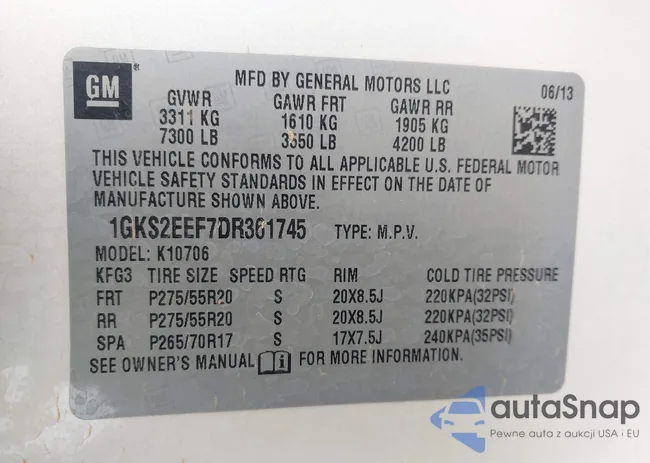 GM
MFD BY GENERAL MOTORS LLC
06/13
GVWR GAWR FRT GAWR RR
3311 KG 1610 KG 1905 KG
7300 LB 3550 LB 4200 LB
THIS VEHICLE CONFORMS TO ALL APPLICABLE U.S. FEDERAL MOTOR
VEHICLE SAFETY STANDARDS IN EFFECT ON THE DATE OF
MANUFACTURE SHOWN ABOVE.
1GKS2EEF7DR361745 TYPE: M.P.V.
MODEL: K10706
KFG3 TIRE SIZE SPEED RTG RIM COLD TIRE PRESSURE
FRT P275/55R20 S 20X8.5J 220KPA(32PSI)
RR P275/55R20 S 20X8.5J 220KPA(32PSI)
SPA P265/70R17 S 17X7.5J 240KPA(35PSI)
SEE OWNER'S MANUAL FOR MORE INFORMATION.
autaSnap
Pewne auta z aukcji USA i EU